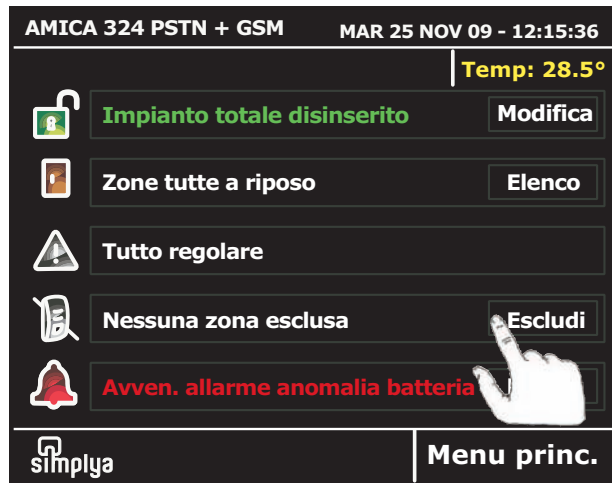 AMICA 324 PSTN + GSM MAR 25 NOV 09 - 12:15:36
Temp: 28.5°
Impianto totale disinserito Modifica
Zone tutte a riposo Elenco
Tutto regolare
Nessuna zona esclusa Escludi
Avven. allarme anomalia batteria
simplya Menu princ.